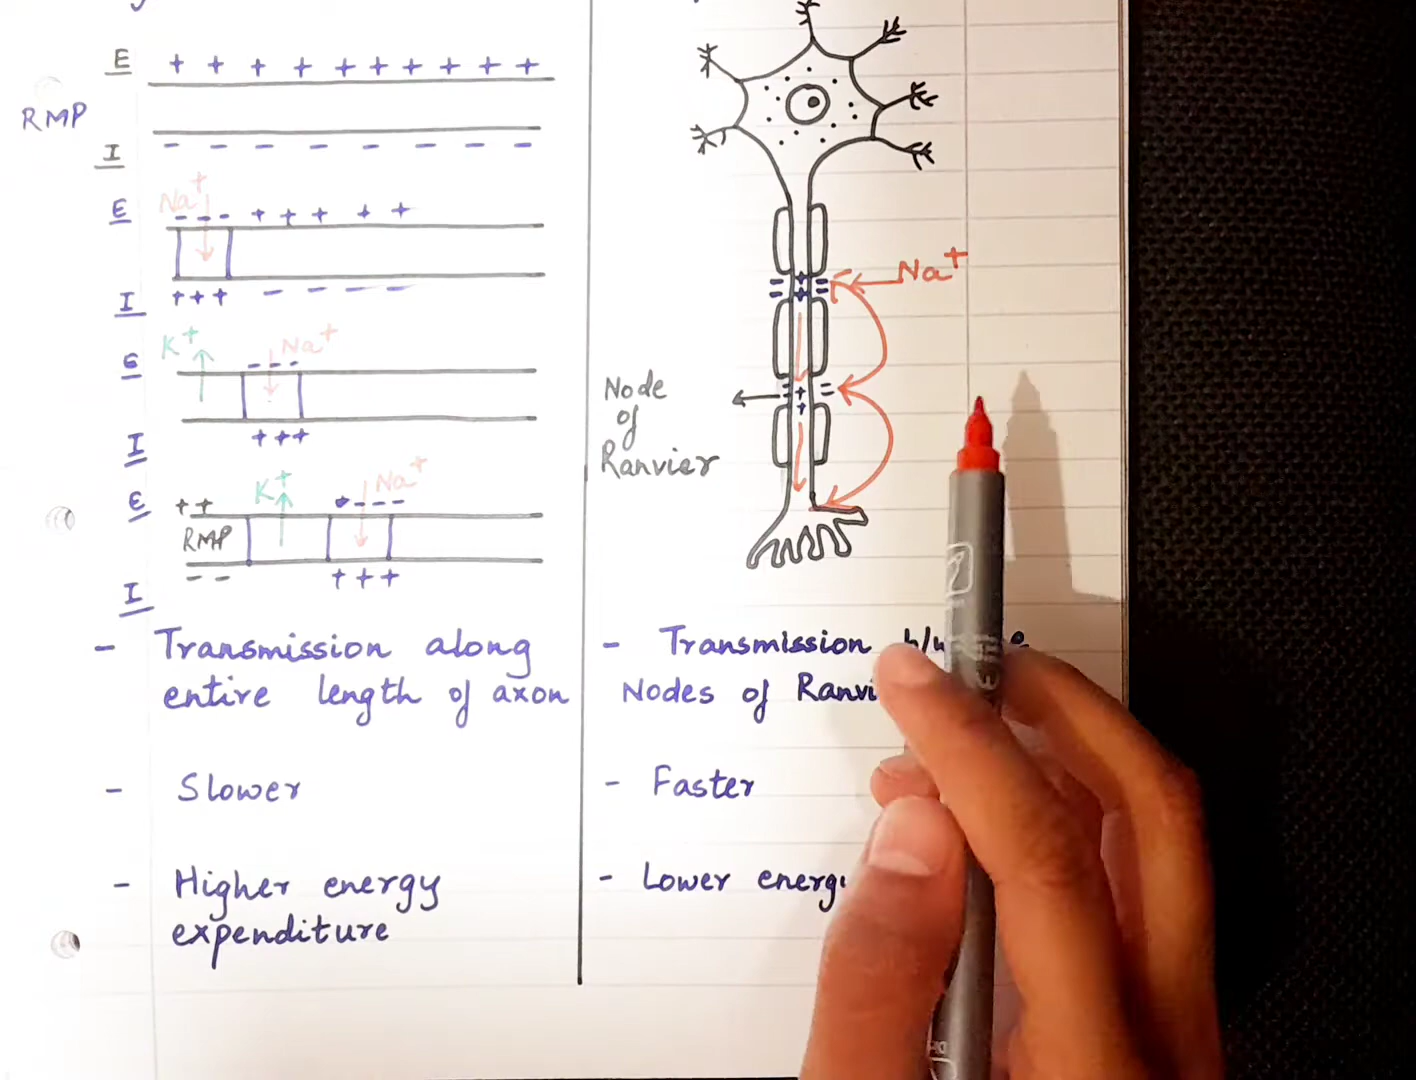 E + + + + + + + + + +
RMP
I - - - - - - - -
Na+
E - - - + + + + +
I + + + - - - -
K+ Na+
E - - -
I + + +
K+ Na+
E + + - - -
RMP
I - - + + +
- Transmission along
entire length of axon
- Slower
- Higher energy
expenditure
= + = - Na+
= + =
Node
of
Ranvier
= + =
+
- Transmission
Nodes of
- Faster
- Lower